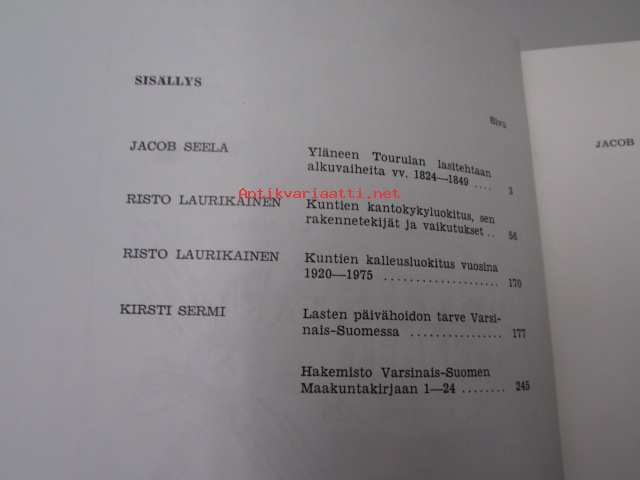 SISÄLLYS
Sivu
JACOB SEELA Yläneen Tourulan lasitehtaan
alkuvaiheita vv. 1824—1849 .... 3
JACOB
Antikvariaatti.net
RISTO LAURIKAINEN Kuntien kantokykyluokitus, sen
rakennetekijät ja vaikutukset .. 56
RISTO LAURIKAINEN Kuntien kalleusluokitus vuosina
1920—1975 .................. 170
KIRSTI SERMI Lasten päivähoidon tarve Varsi-
nais-Suomessa ................ 177
Hakemisto Varsinais-Suomen
Maakuntakirjaan 1—24 ........ 245